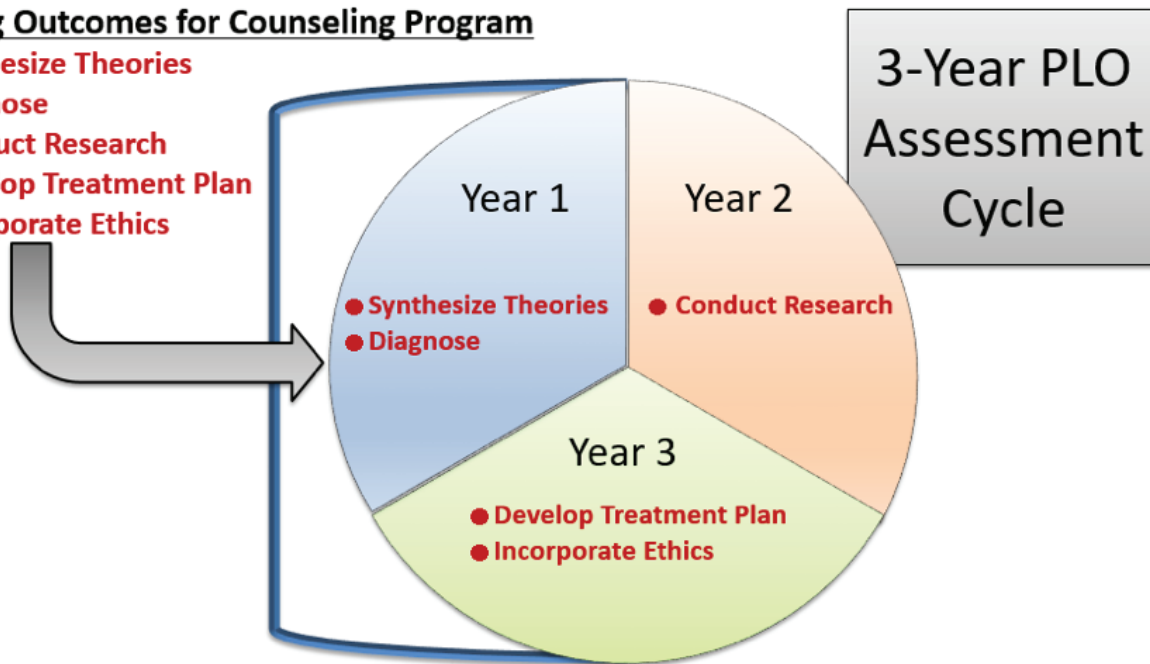 g Outcomes for Counseling Program
esize Theories
nose
uct Research
op Treatment Plan
porate Ethics
3-Year PLO
Assessment
Cycle
Year 1
Synthesize Theories
Diagnose
Year 2
Conduct Research
Year 3
Develop Treatment Plan
Incorporate Ethics